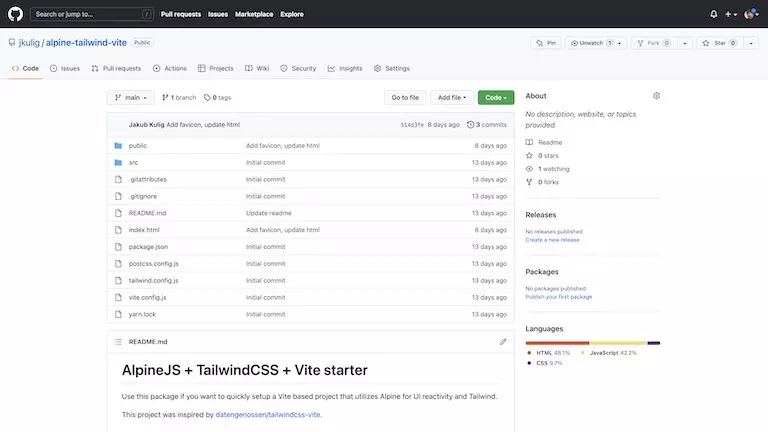 Search or jump to... / Pull requests Issues Marketplace Explore
jkulig / alpine-tailwind-vite Public Pin Unwatch 1 Fork 0 Star 0
Code Issues Pull requests Actions Projects Wiki Security Insights Settings
main 1 branch 0 tags Go to file Add file Code
Jakub Kulig Add favicon, update html 514d3fe 8 days ago 3 commits
public Add favicon, update html 8 days ago
src Initial commit 13 days ago
.gitattributes Initial commit 13 days ago
.gitignore Initial commit 13 days ago
README.md Update readme 13 days ago
index.html Add favicon, update html 8 days ago
package.json Initial commit 13 days ago
postcss.config.js Initial commit 13 days ago
tailwind.config.js Initial commit 13 days ago
vite.config.js Initial commit 13 days ago
yarn.lock Initial commit 13 days ago
README.md
AlpineJS + TailwindCSS + Vite starter
Use this package if you want to quickly setup a Vite based project that utilizes Alpine for UI reactivity and Tailwind.
This project was inspired by datengenossen/tailwindcss-vite.
About
No description, website, or topics
provided.
Readme
0 stars
1 watching
0 forks
Releases
No releases published
Create a new release
Packages
No packages published
Publish your first package
Languages
HTML 48.1% JavaScript 42.2%
CSS 9.7%